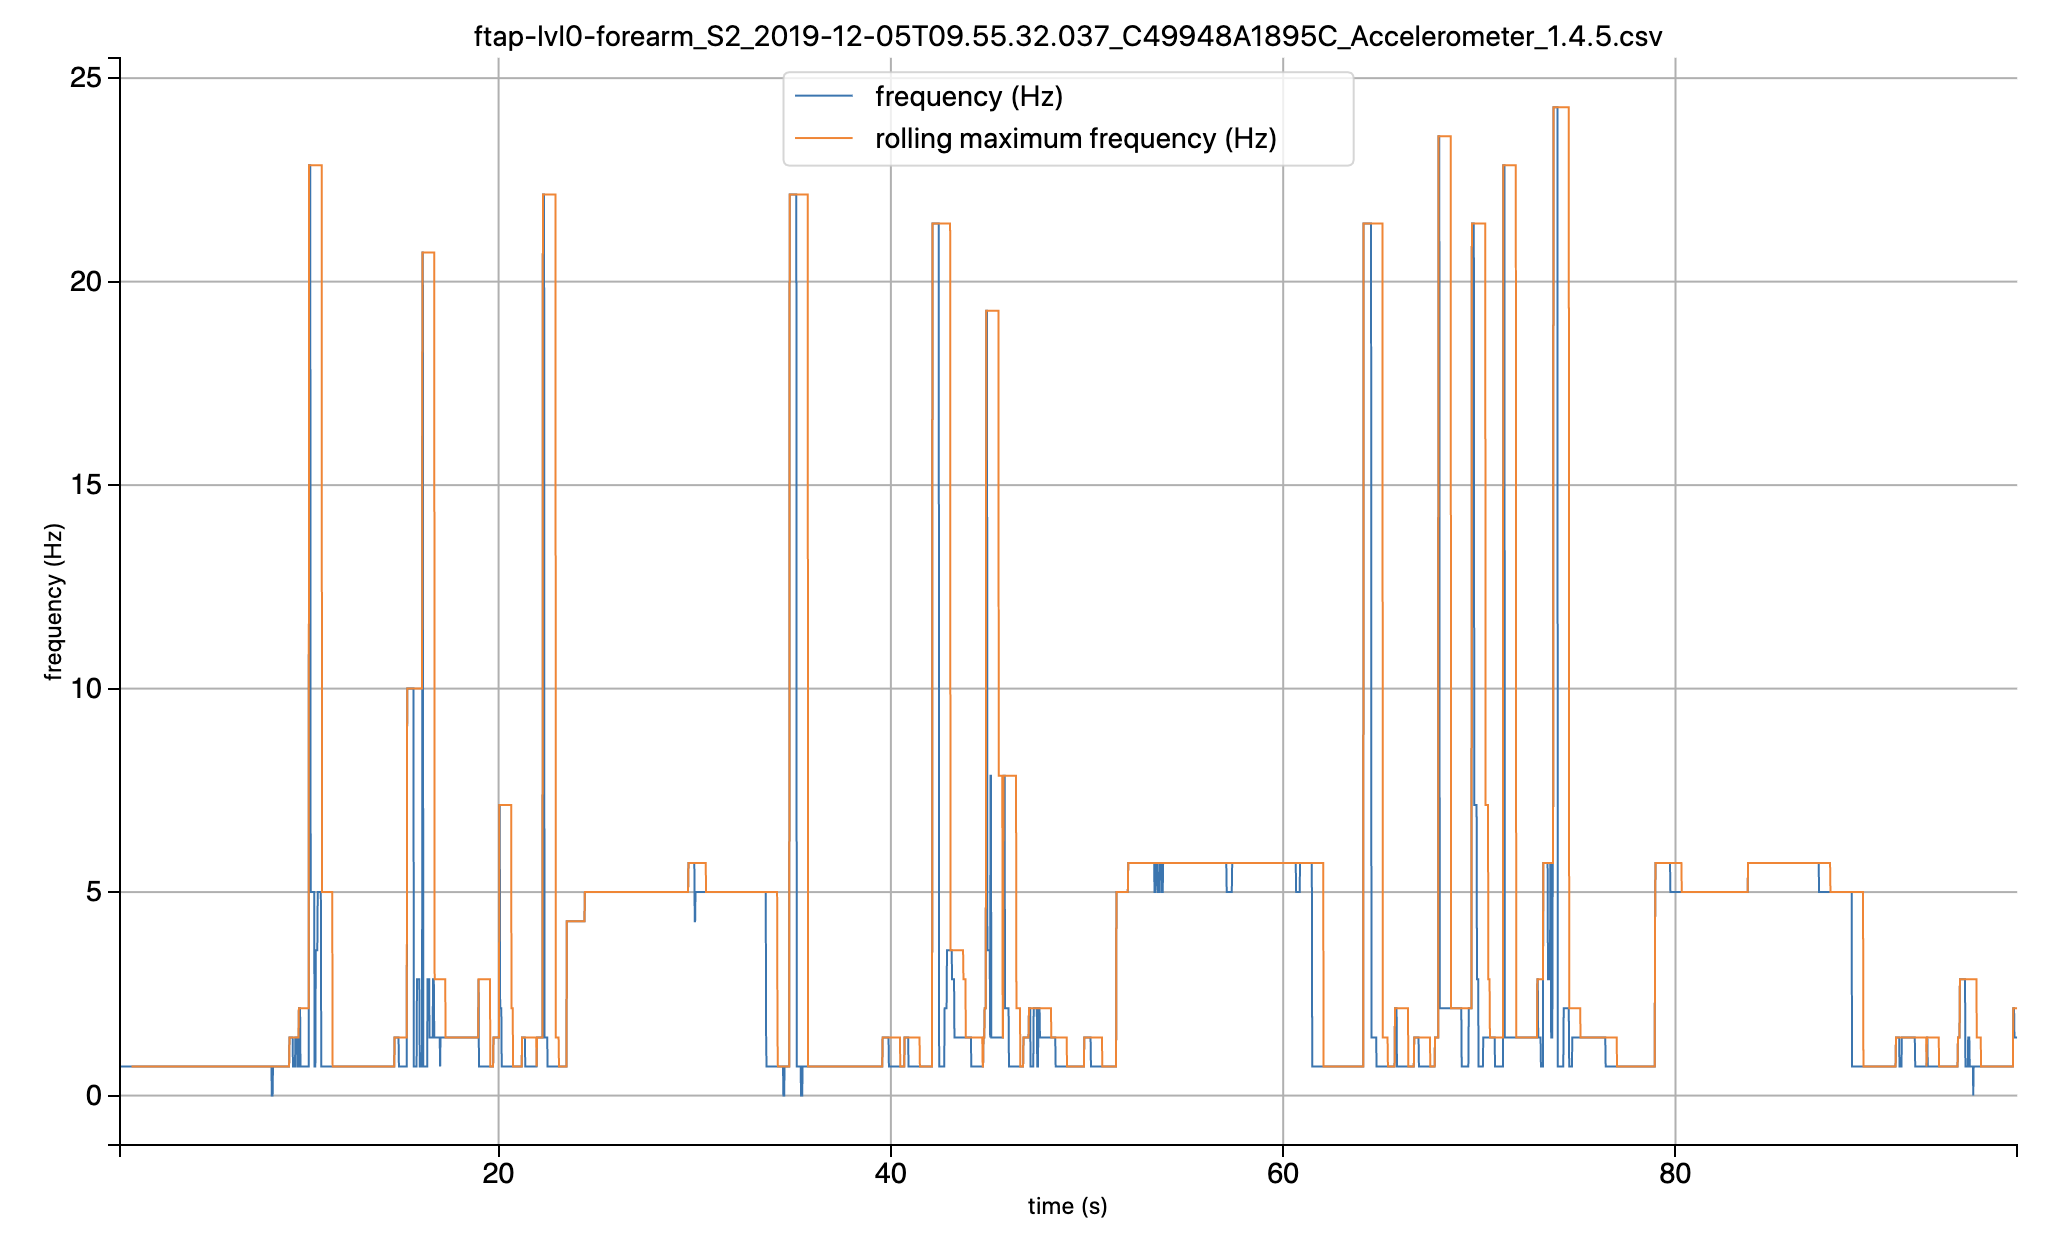 ftap-lvl0-forearm_S2_2019-12-05T09.55.32.037_C49948A1895C_Accelerometer_1.4.5.csv
frequency (Hz)
rolling maximum frequency (Hz)
25
20
15
10
5
0
frequency (Hz)
20
40
60
80
time (s)